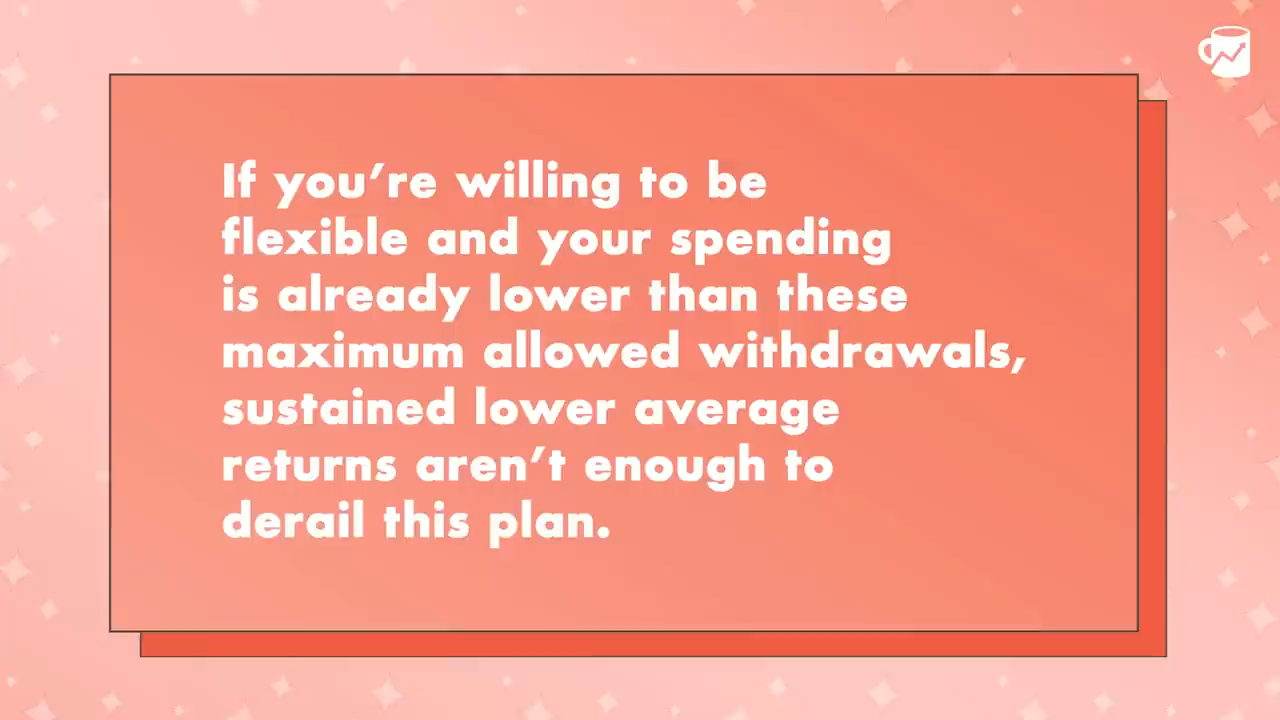 If you’re willing to be
flexible and your spending
is already lower than these
maximum allowed withdrawals,
sustained lower average
returns aren’t enough to
derail this plan.